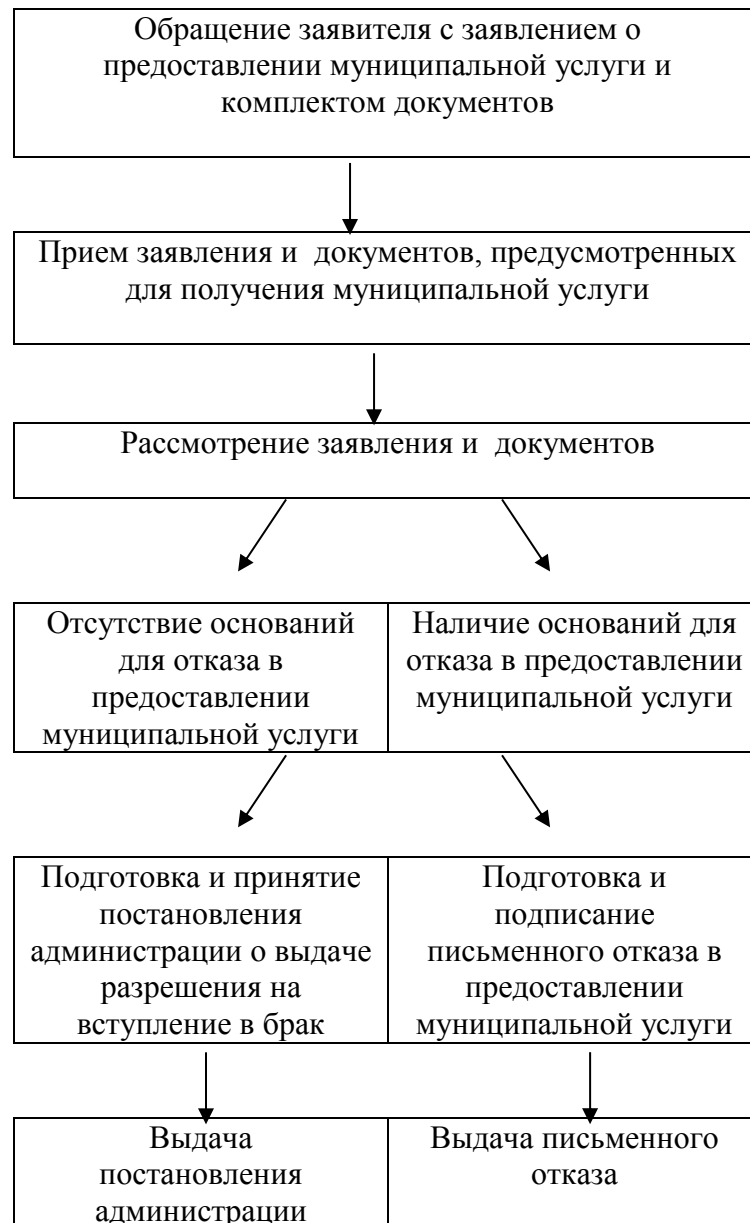 Обращение заявителя с заявлением о
предоставлении муниципальной услуги и
комплектом документов
Прием заявления и  документов, предусмотренных
для получения муниципальной услуги
Рассмотрение заявления и  документов
Отсутствие оснований
для отказа в
предоставлении
муниципальной услуги
Наличие оснований для
отказа в предоставлении
муниципальной услуги
Подготовка и принятие
постановления
администрации о выдаче
разрешения на
вступление в брак
Подготовка и
подписание
письменного отказа в
предоставлении
муниципальной услуги
Выдача
постановления
администрации
Выдача письменного
отказа